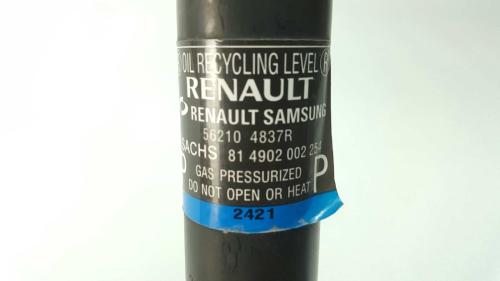 OIL RECYCLING LEVEL
RENAULT
RENAULT SAMSUNG
56210 4837R
SACHS 81 4902 002 254
GAS PRESSURIZED
DO NOT OPEN OR HEAT
P
2421